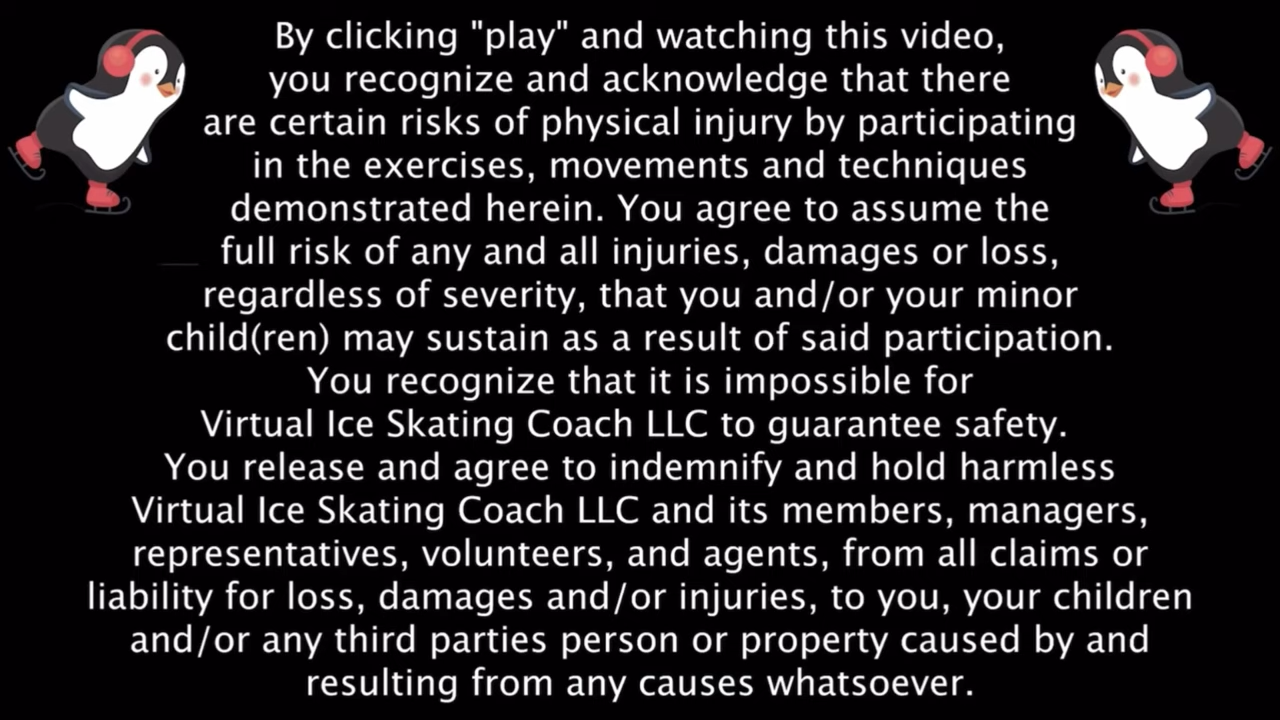 By clicking "play" and watching this video,
you recognize and acknowledge that there
are certain risks of physical injury by participating
in the exercises, movements and techniques
demonstrated herein. You agree to assume the
full risk of any and all injuries, damages or loss,
regardless of severity, that you and/or your minor
child(ren) may sustain as a result of said participation.
You recognize that it is impossible for
Virtual Ice Skating Coach LLC to guarantee safety.
You release and agree to indemnify and hold harmless
Virtual Ice Skating Coach LLC and its members, managers,
representatives, volunteers, and agents, from all claims or
liability for loss, damages and/or injuries, to you, your children
and/or any third parties person or property caused by and
resulting from any causes whatsoever.